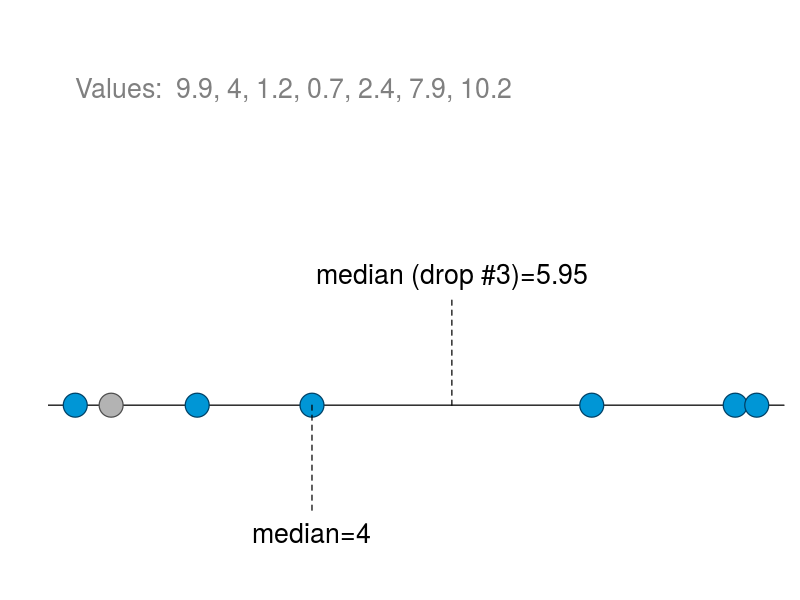 Values: 9.9, 4, 1.2, 0.7, 2.4, 7.9, 10.2
median (drop #3)=5.95
median=4